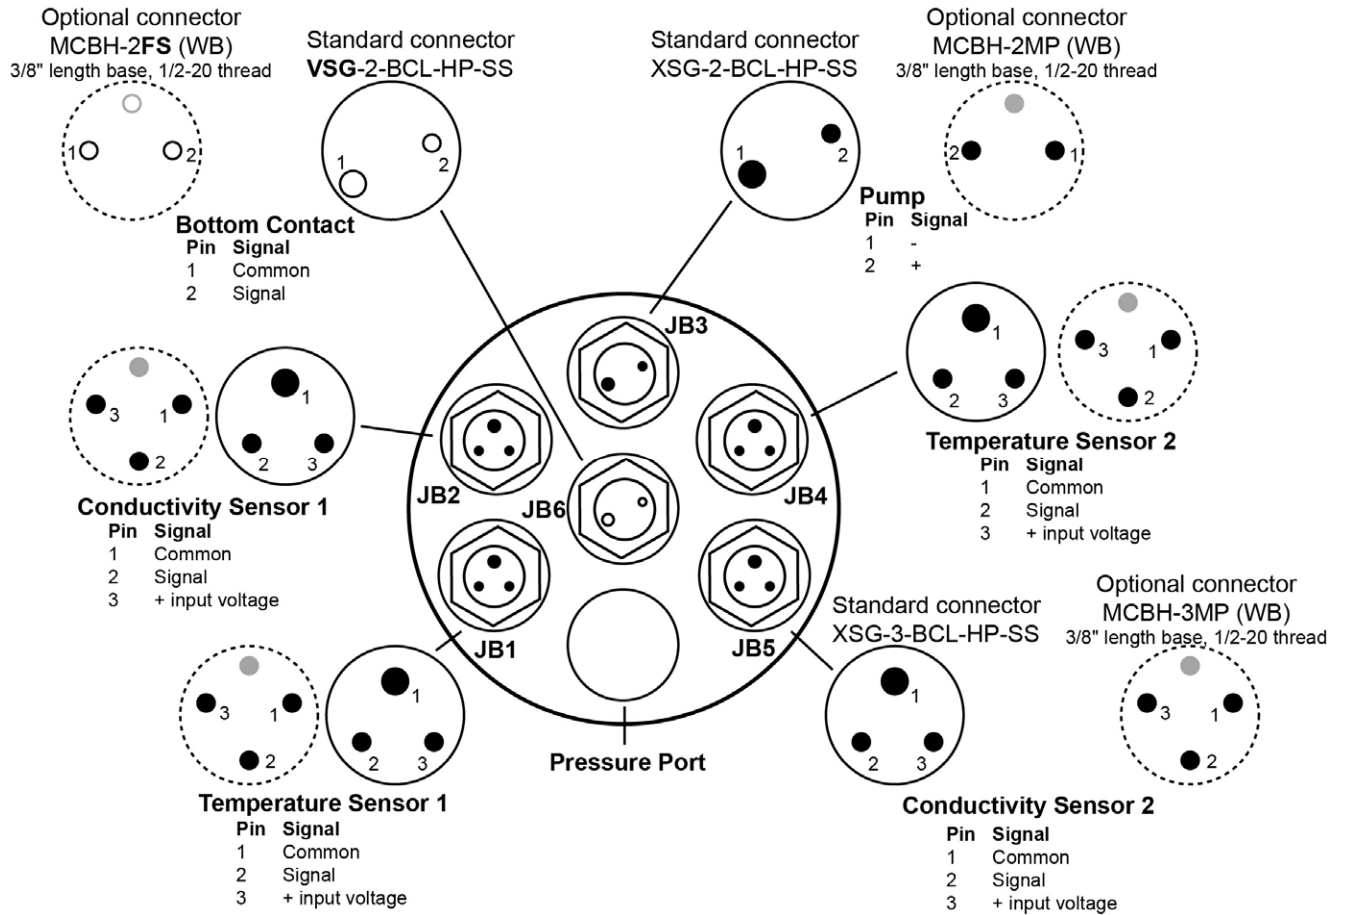 Optional connector
MCBH-2FS (WB)
3/8" length base, 1/2-20 thread
1
2
Standard connector
VSG-2-BCL-HP-SS
1
2
Standard connector
XSG-2-BCL-HP-SS
1
2
Optional connector
MCBH-2MP (WB)
3/8" length base, 1/2-20 thread
2
1
Bottom Contact
Pin Signal
1 Common
2 Signal
Pump
Pin Signal
1 -
2 +
JB3
JB2
JB6
JB4
JB1
JB5
Pressure Port
3
1
2
1
2
3
Conductivity Sensor 1
Pin Signal
1 Common
2 Signal
3 + input voltage
1
2
3
3
1
2
Temperature Sensor 2
Pin Signal
1 Common
2 Signal
3 + input voltage
3
1
2
1
2
3
Temperature Sensor 1
Pin Signal
1 Common
2 Signal
3 + input voltage
Standard connector
XSG-3-BCL-HP-SS
1
2
3
Optional connector
MCBH-3MP (WB)
3/8" length base, 1/2-20 thread
3
1
2
Conductivity Sensor 2
Pin Signal
1 Common
2 Signal
3 + input voltage